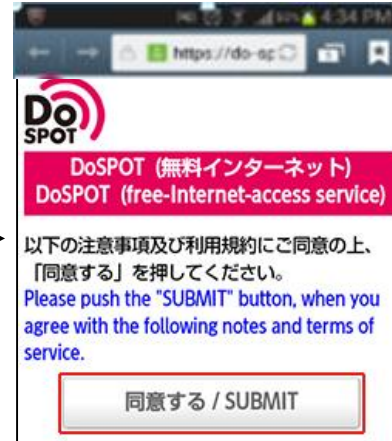 4:34 PM
https://do-sp
Do
SPOT
DoSPOT (無料インターネット)
DoSPOT (free-Internet-access service)
以下の注意事項及び利用規約にご同意の上、
「同意する」を押してください。
Please push the "SUBMIT" button, when you
agree with the following notes and terms of
service.
同意する / SUBMIT